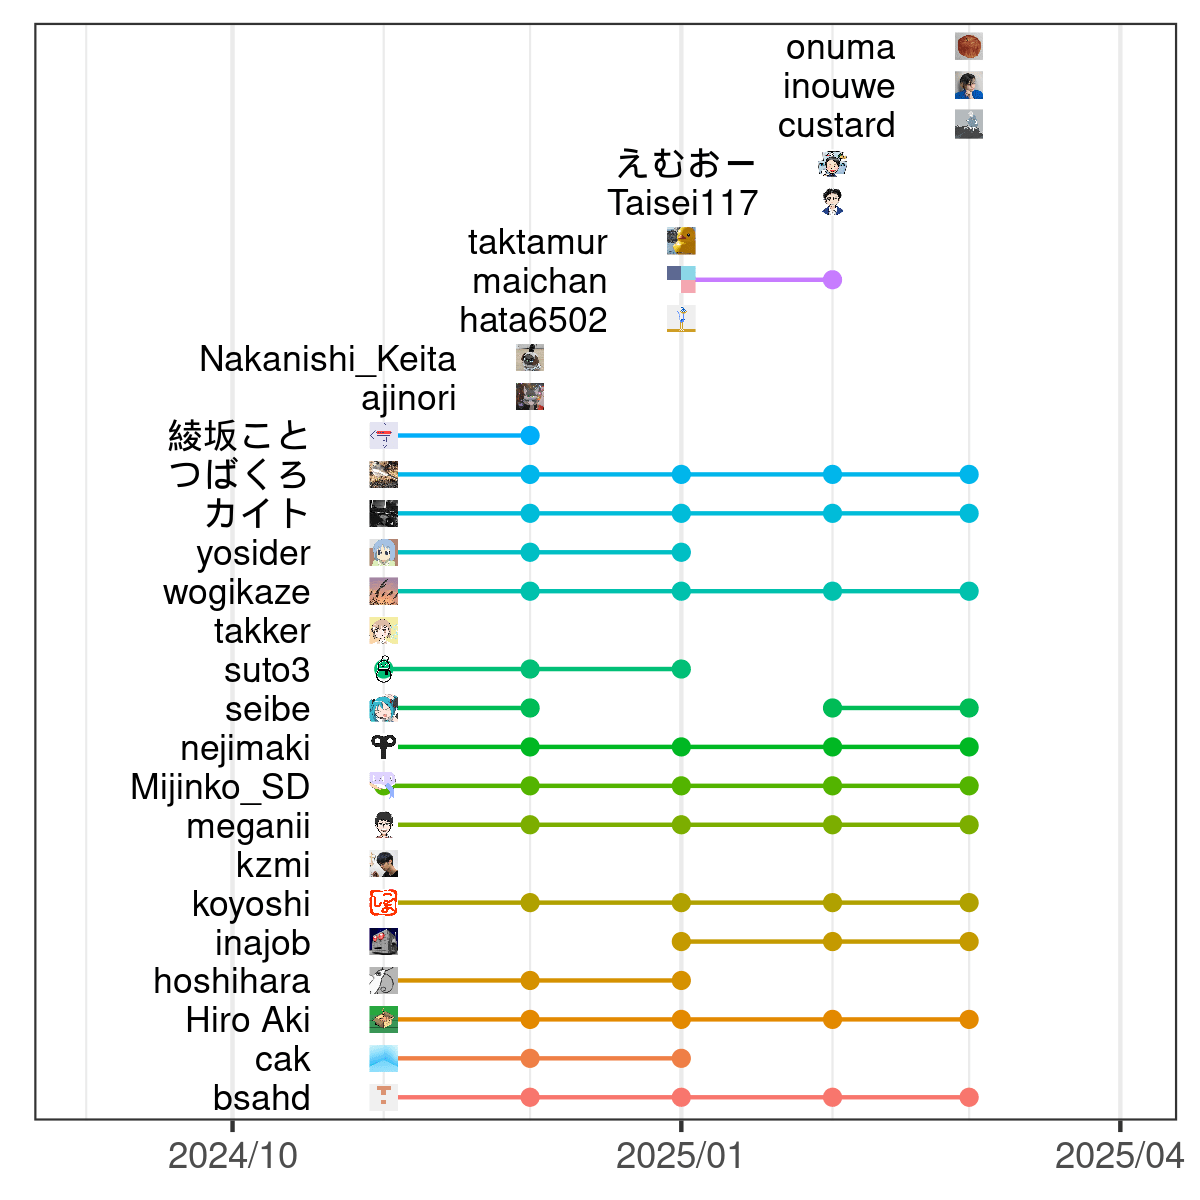 onuma
inouwe
custard
えむおー
Taisei117
taktamur
maichan
hata6502
Nakanishi_Keita
ajinori
綾坂こと
つばくろ
カイト
yosider
wogikaze
takker
suto3
seibe
nejimaki
Mijinko_SD
meganii
kzmi
koyoshi
inajob
hoshihara
Hiro Aki
cak
bsahd
2024/10 2025/01 2025/04